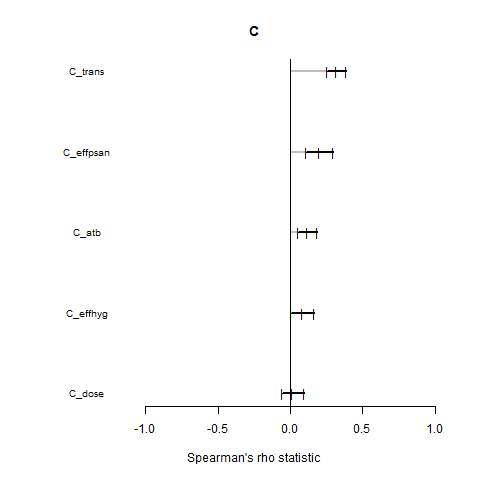 C
C_trans
C_effpsan
C_atb
C_effhyg
C_dose
-1.0 -0.5 0.0 0.5 1.0
Spearman's rho statistic